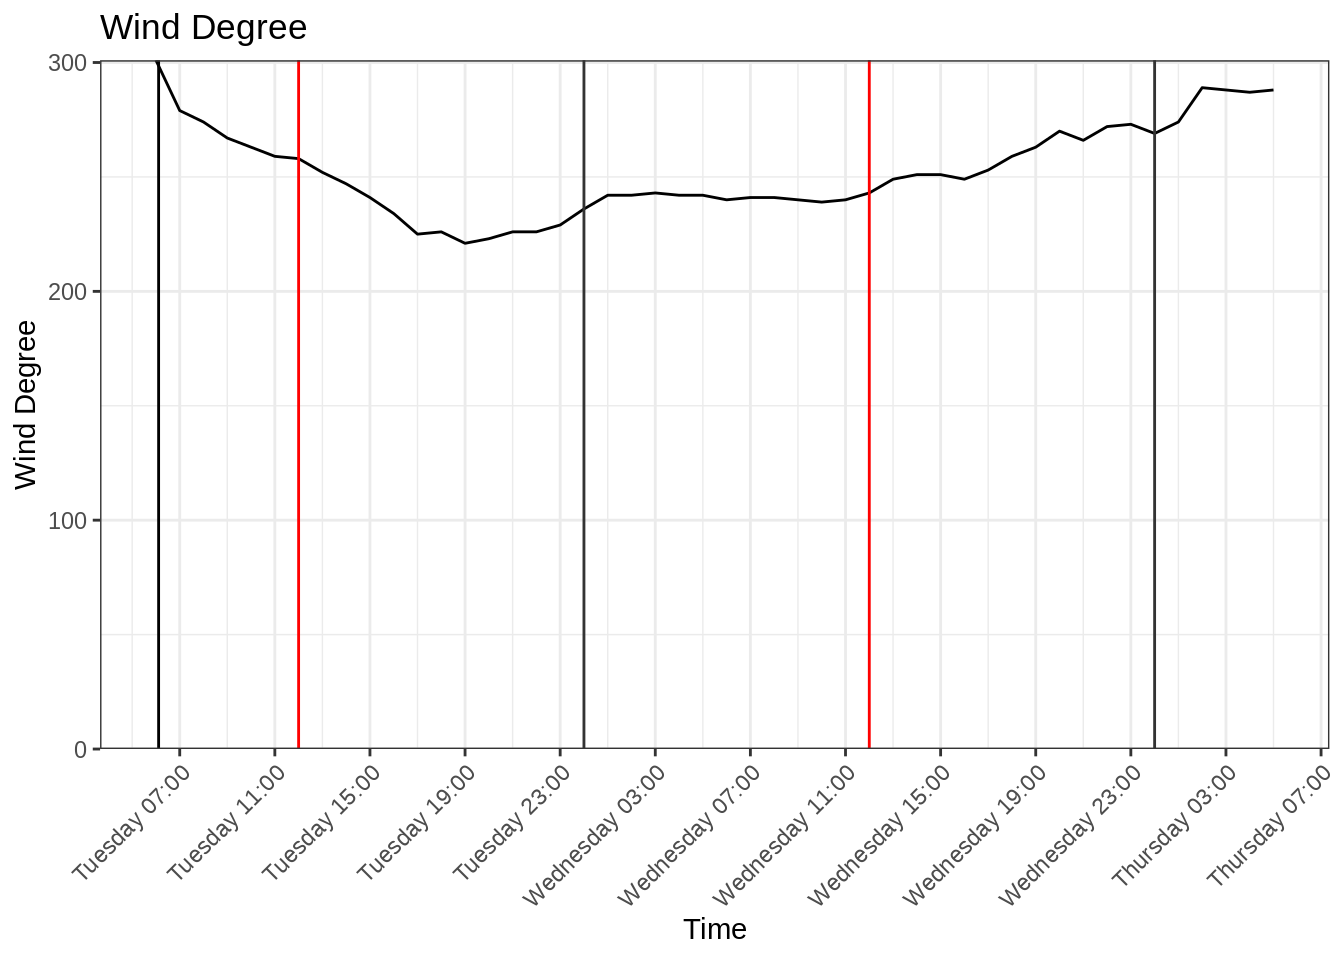 Wind Degree
300
200
100
0
Wind Degree
Tuesday 07:00
Tuesday 11:00
Tuesday 15:00
Tuesday 19:00
Tuesday 23:00
Wednesday 03:00
Wednesday 07:00
Wednesday 11:00
Wednesday 15:00
Wednesday 19:00
Wednesday 23:00
Thursday 03:00
Thursday 07:00
Time